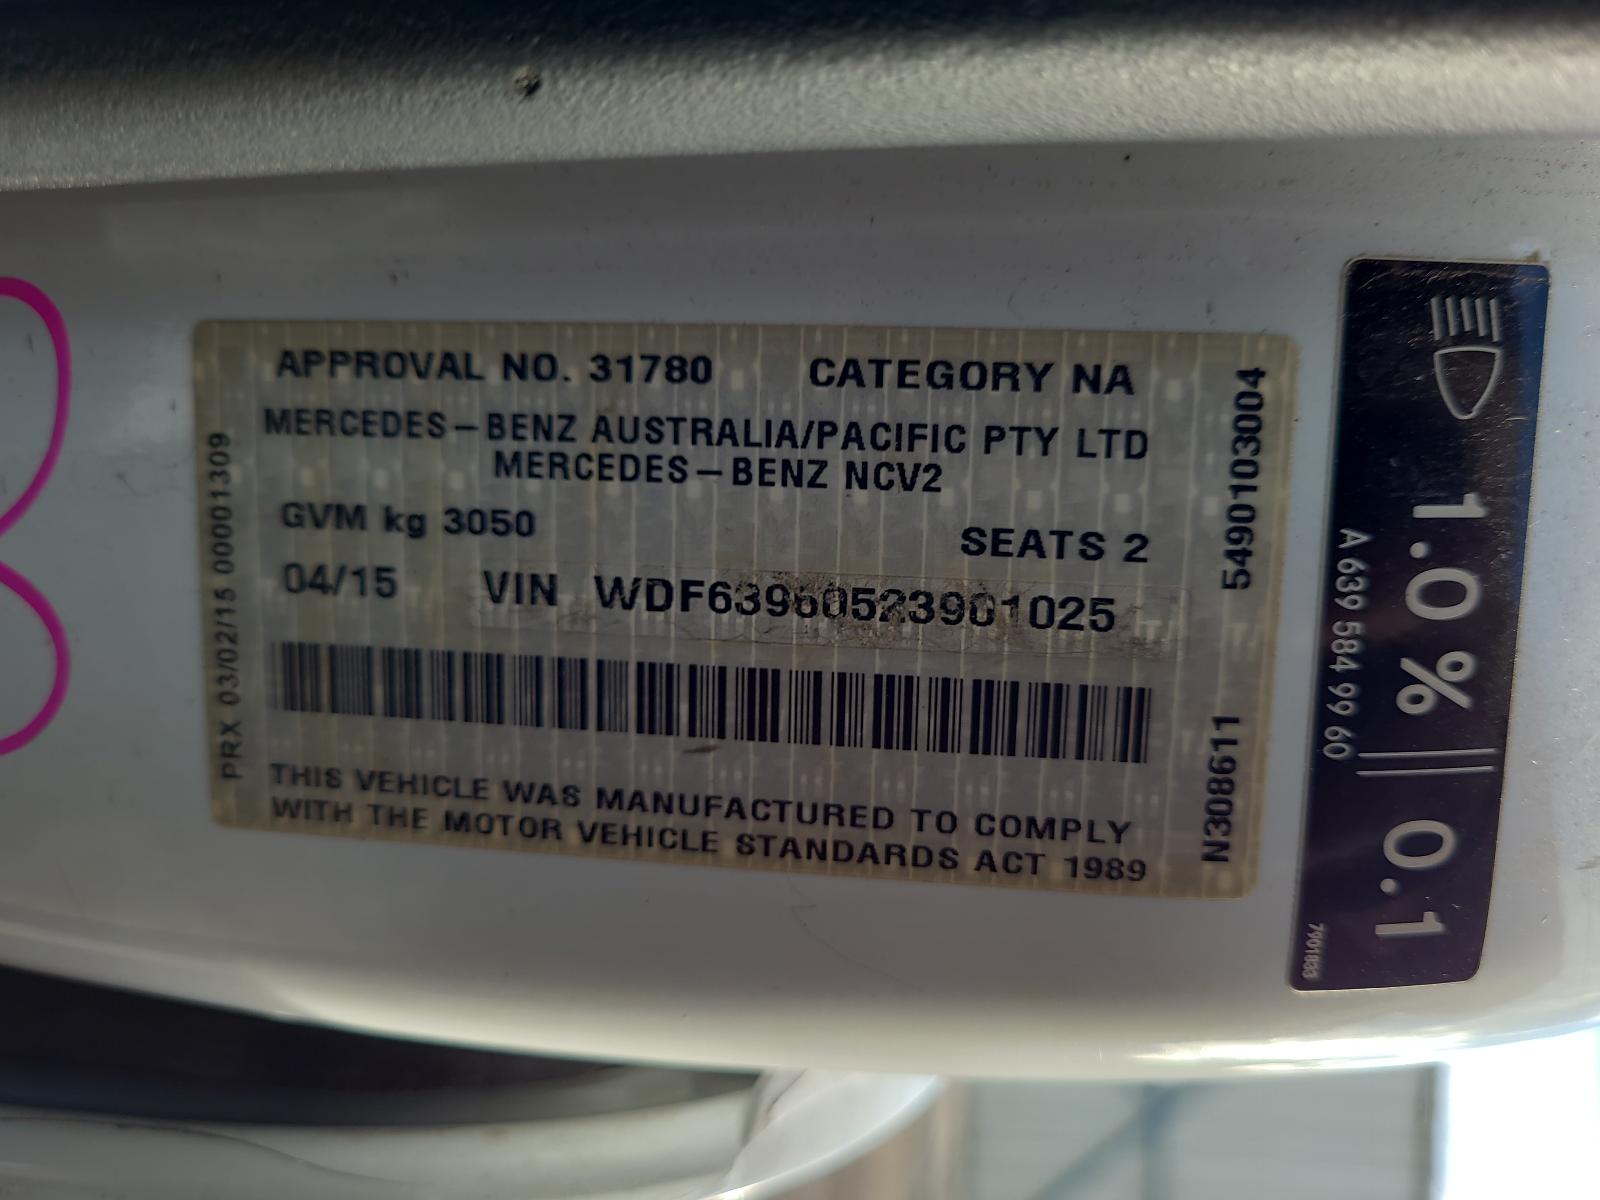 APPROVAL NO. 31780 CATEGORY NA
MERCEDES-BENZ AUSTRALIA/PACIFIC PTY LTD
MERCEDES-BENZ NCV2
GVM kg 3050 SEATS 2
04/15 VIN WDF63960523901025
THIS VEHICLE WAS MANUFACTURED TO COMPLY
WITH THE MOTOR VEHICLE STANDARDS ACT 1989
PRX 03/02/15 00001309
N308611 5490103004
1.0% 0.1
A 639 584 99 60
7901833